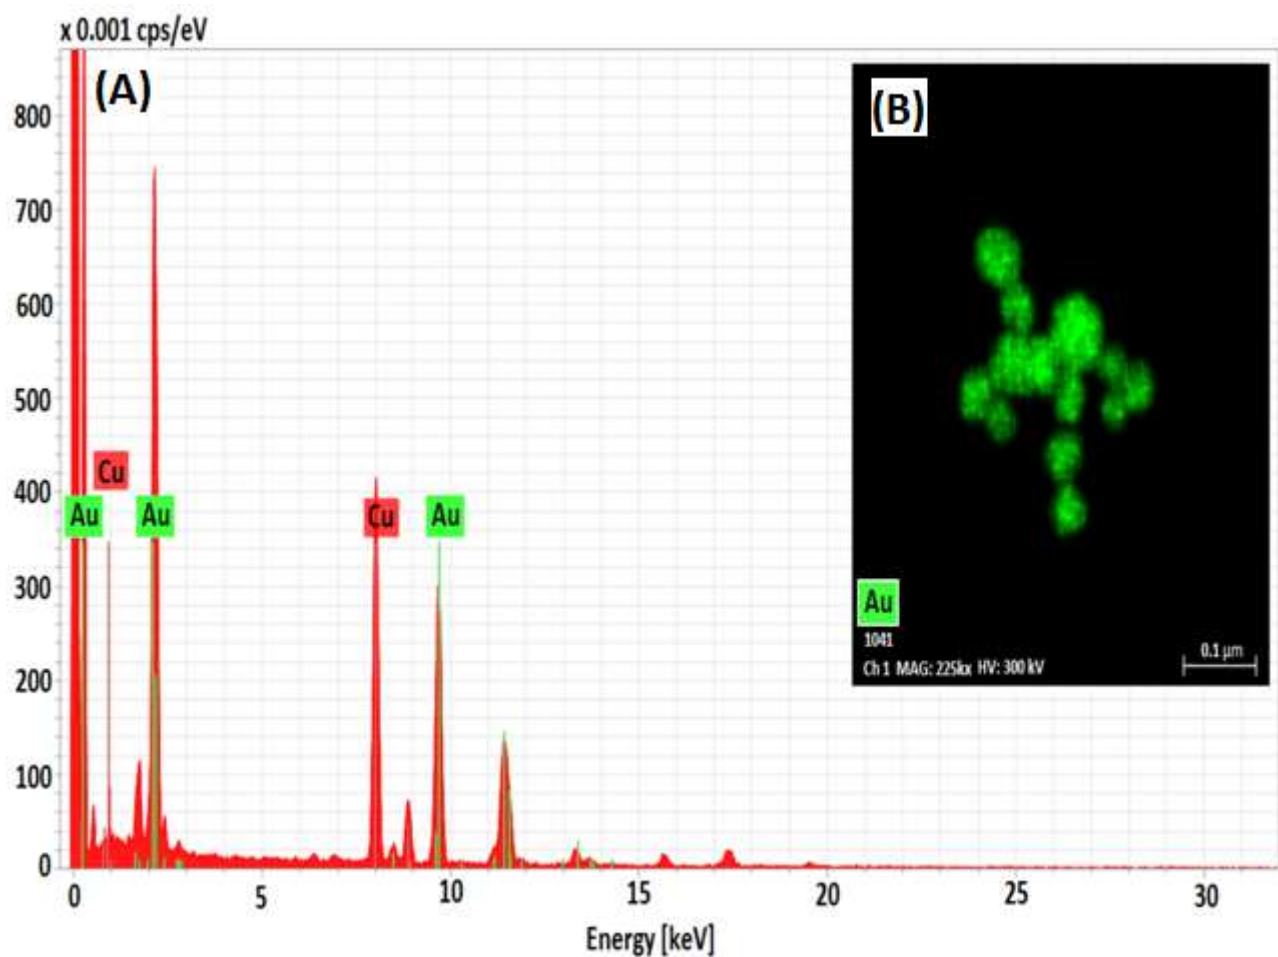 x 0.001 cps/eV
(A)
(B)
800
700
600
500
400
300
200
100
0
Cu
Au
Au
Cu
Au
Au
1041
Ch 1 MAG: 225kx HV: 300 kV
0.1 µm
0 5 10 15 20 25 30
Energy [keV]